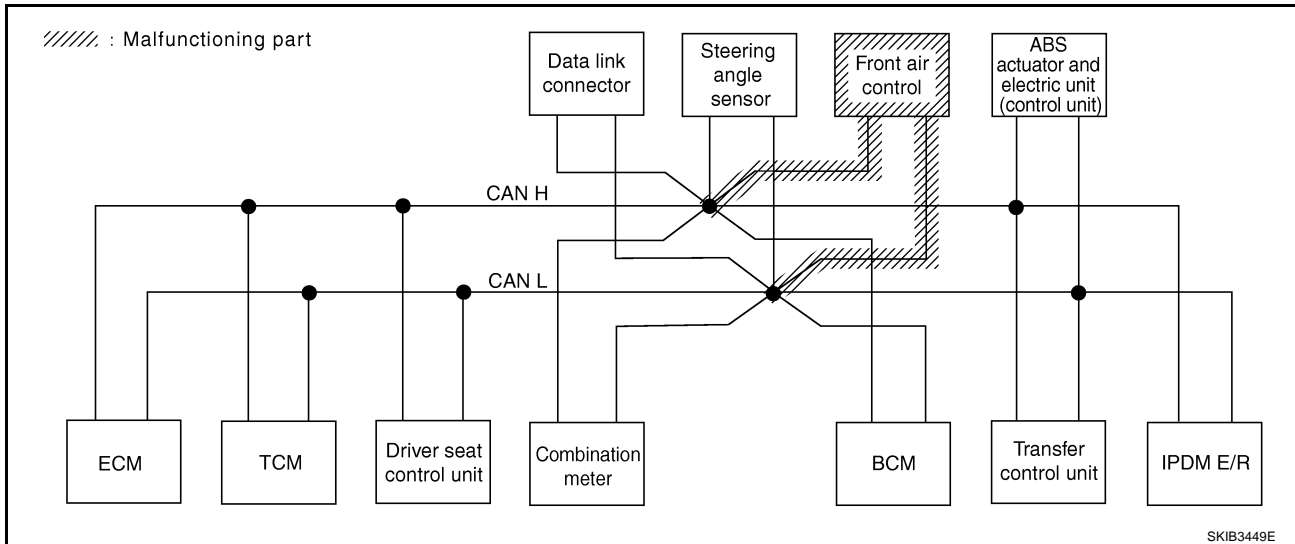 : Malfunctioning part
Data link
connector
Steering
angle
sensor
Front air
control
ABS
actuator and
electric unit
(control unit)
CAN H
CAN L
ECM
TCM
Driver seat
control unit
Combination
meter
BCM
Transfer
control unit
IPDM E/R
SKIB3449E